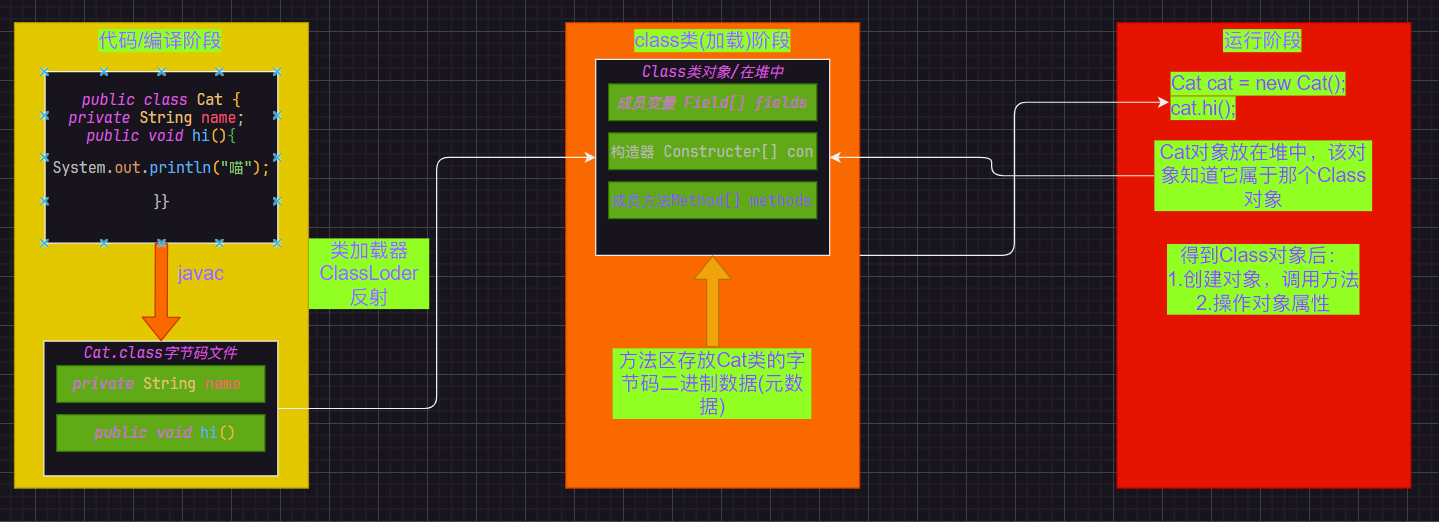 代码/编译阶段
public class Cat {
private String name;
public void hi(){
System.out.println("喵");
}}
javac
Cat.class字节码文件
private String name
public void hi()
类加载器
ClassLoder
反射
class类(加载)阶段
Class类对象/在堆中
成员变量 Field[] fields
构造器 Constructer[] con
成员方法Method[] methods
方法区存放Cat类的字
节码二进制数据(元数
据)
运行阶段
Cat cat = new Cat();
cat.hi();
Cat对象放在堆中，该对
象知道它属于那个Class
对象
得到Class对象后：
1.创建对象，调用方法
2.操作对象属性